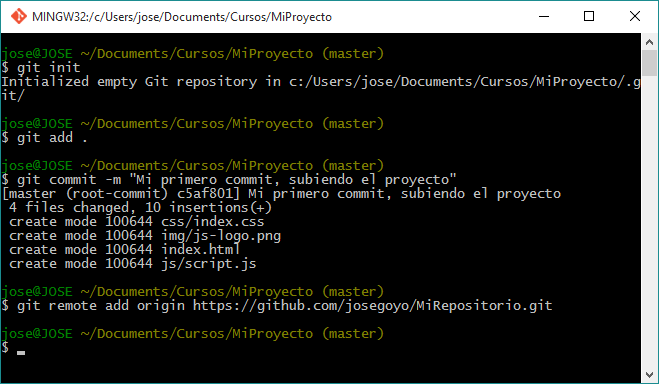 MINGW32:/c/Users/jose/Documents/Cursos/MiProyecto
jose@JOSE ~/Documents/Cursos/MiProyecto (master)
$ git init
Initialized empty Git repository in c:/Users/jose/Documents/Cursos/MiProyecto/.g
it/
jose@JOSE ~/Documents/Cursos/MiProyecto (master)
$ git add .
jose@JOSE ~/Documents/Cursos/MiProyecto (master)
$ git commit -m "Mi primero commit, subiendo el proyecto"
[master (root-commit) c5af801] Mi primero commit, subiendo el proyecto
 4 files changed, 10 insertions(+)
 create mode 100644 css/index.css
 create mode 100644 img/js-logo.png
 create mode 100644 index.html
 create mode 100644 js/script.js
jose@JOSE ~/Documents/Cursos/MiProyecto (master)
$ git remote add origin https://github.com/josegoyo/MiRepositorio.git
jose@JOSE ~/Documents/Cursos/MiProyecto (master)
$